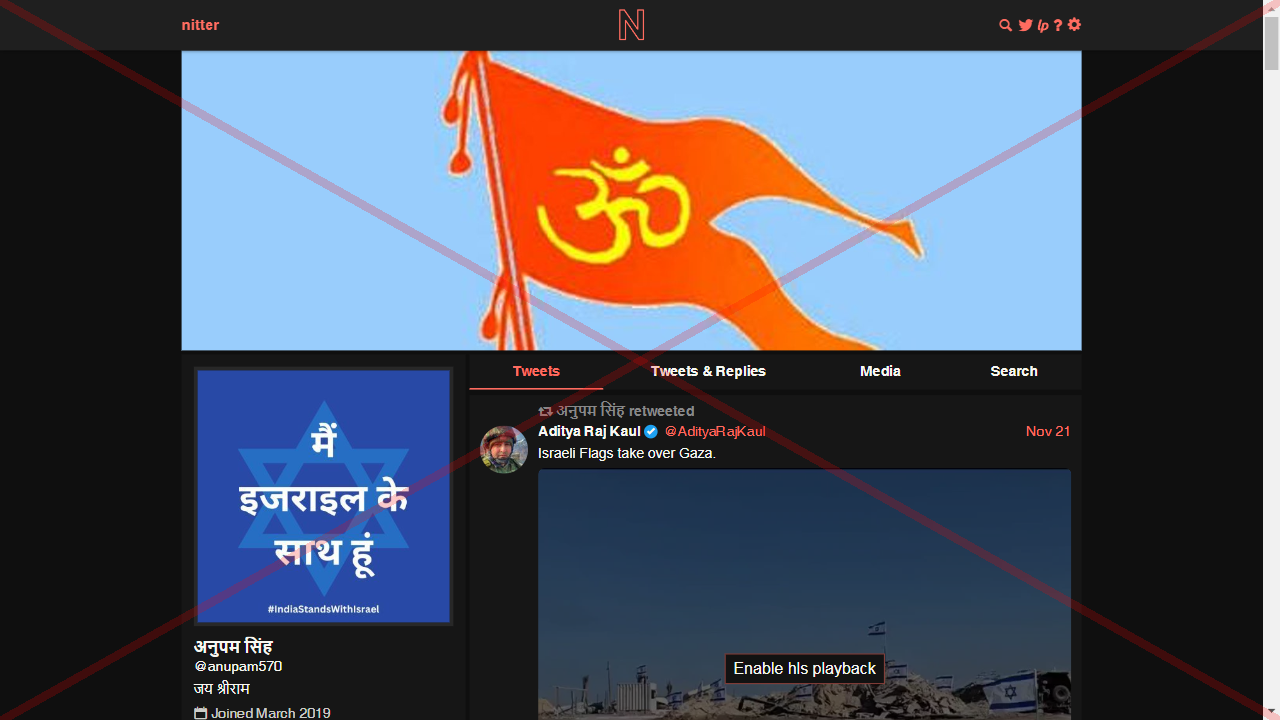 nitter
N
lp ?
ॐ
Tweets
Tweets & Replies
Media
Search
मैं
इजराइल के
साथ हूं
#IndiaStandsWithIsrael
अनुपम सिंह
@anupam570
जय श्रीराम
Joined March 2019
अनुपम सिंह retweeted
Aditya Raj Kaul @AdityaRajKaul Nov 21
Israeli Flags take over Gaza.
Enable hls playback